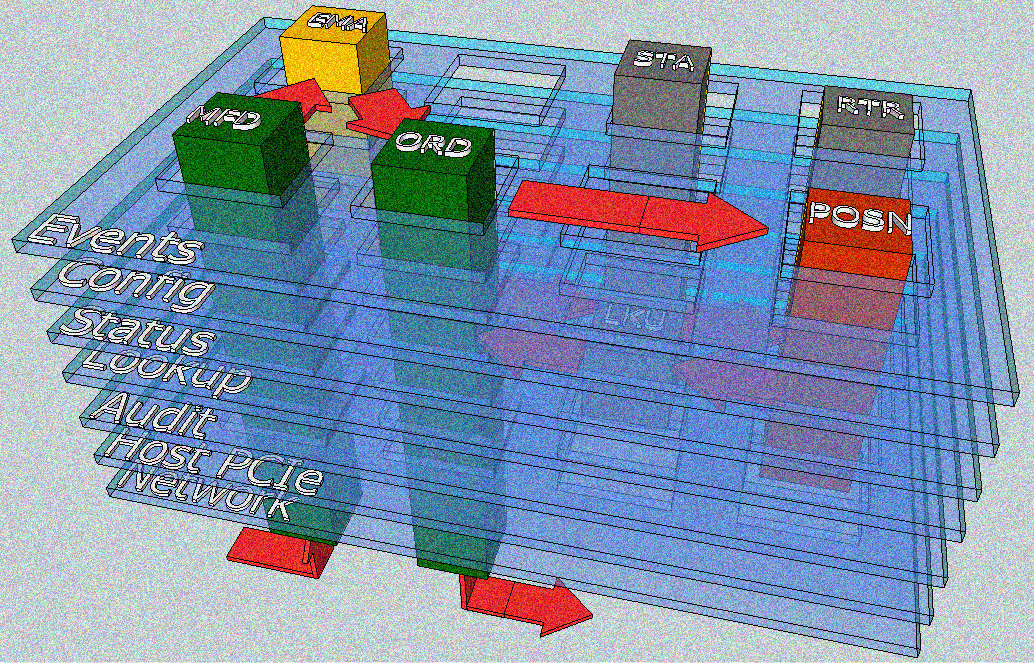 EMA
STA
MFD
ORD
RTR
POSN
Events
Config
Status
LKU
Lookup
Audit
Host PCIe
Network